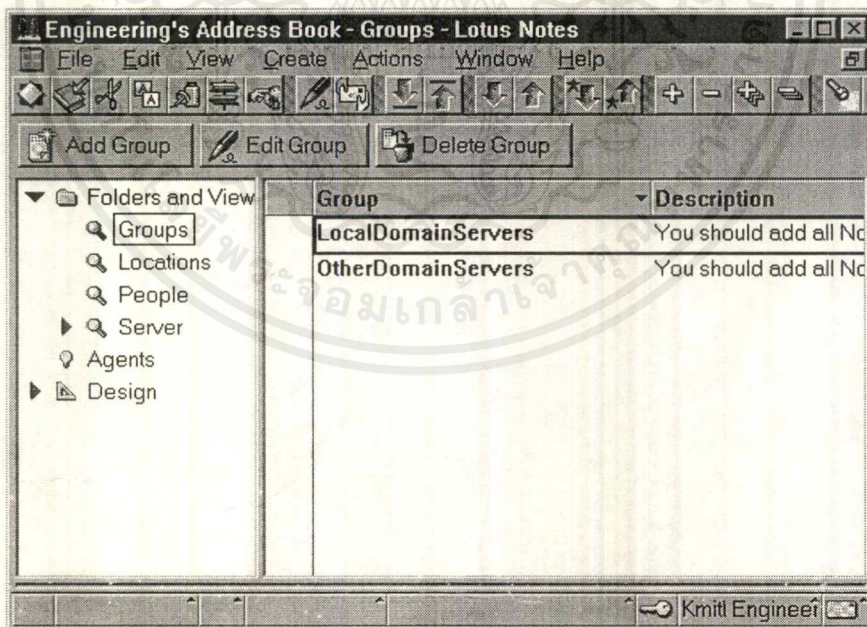 Engineering's Address Book - Groups - Lotus Notes
File Edit View Create Actions Window Help
Add Group Edit Group Delete Group
Folders and View
Groups
Locations
People
Server
Agents
Design
Group Description
LocalDomainServers You should add all No
OtherDomainServers You should add all No
Kmitl Engineeri